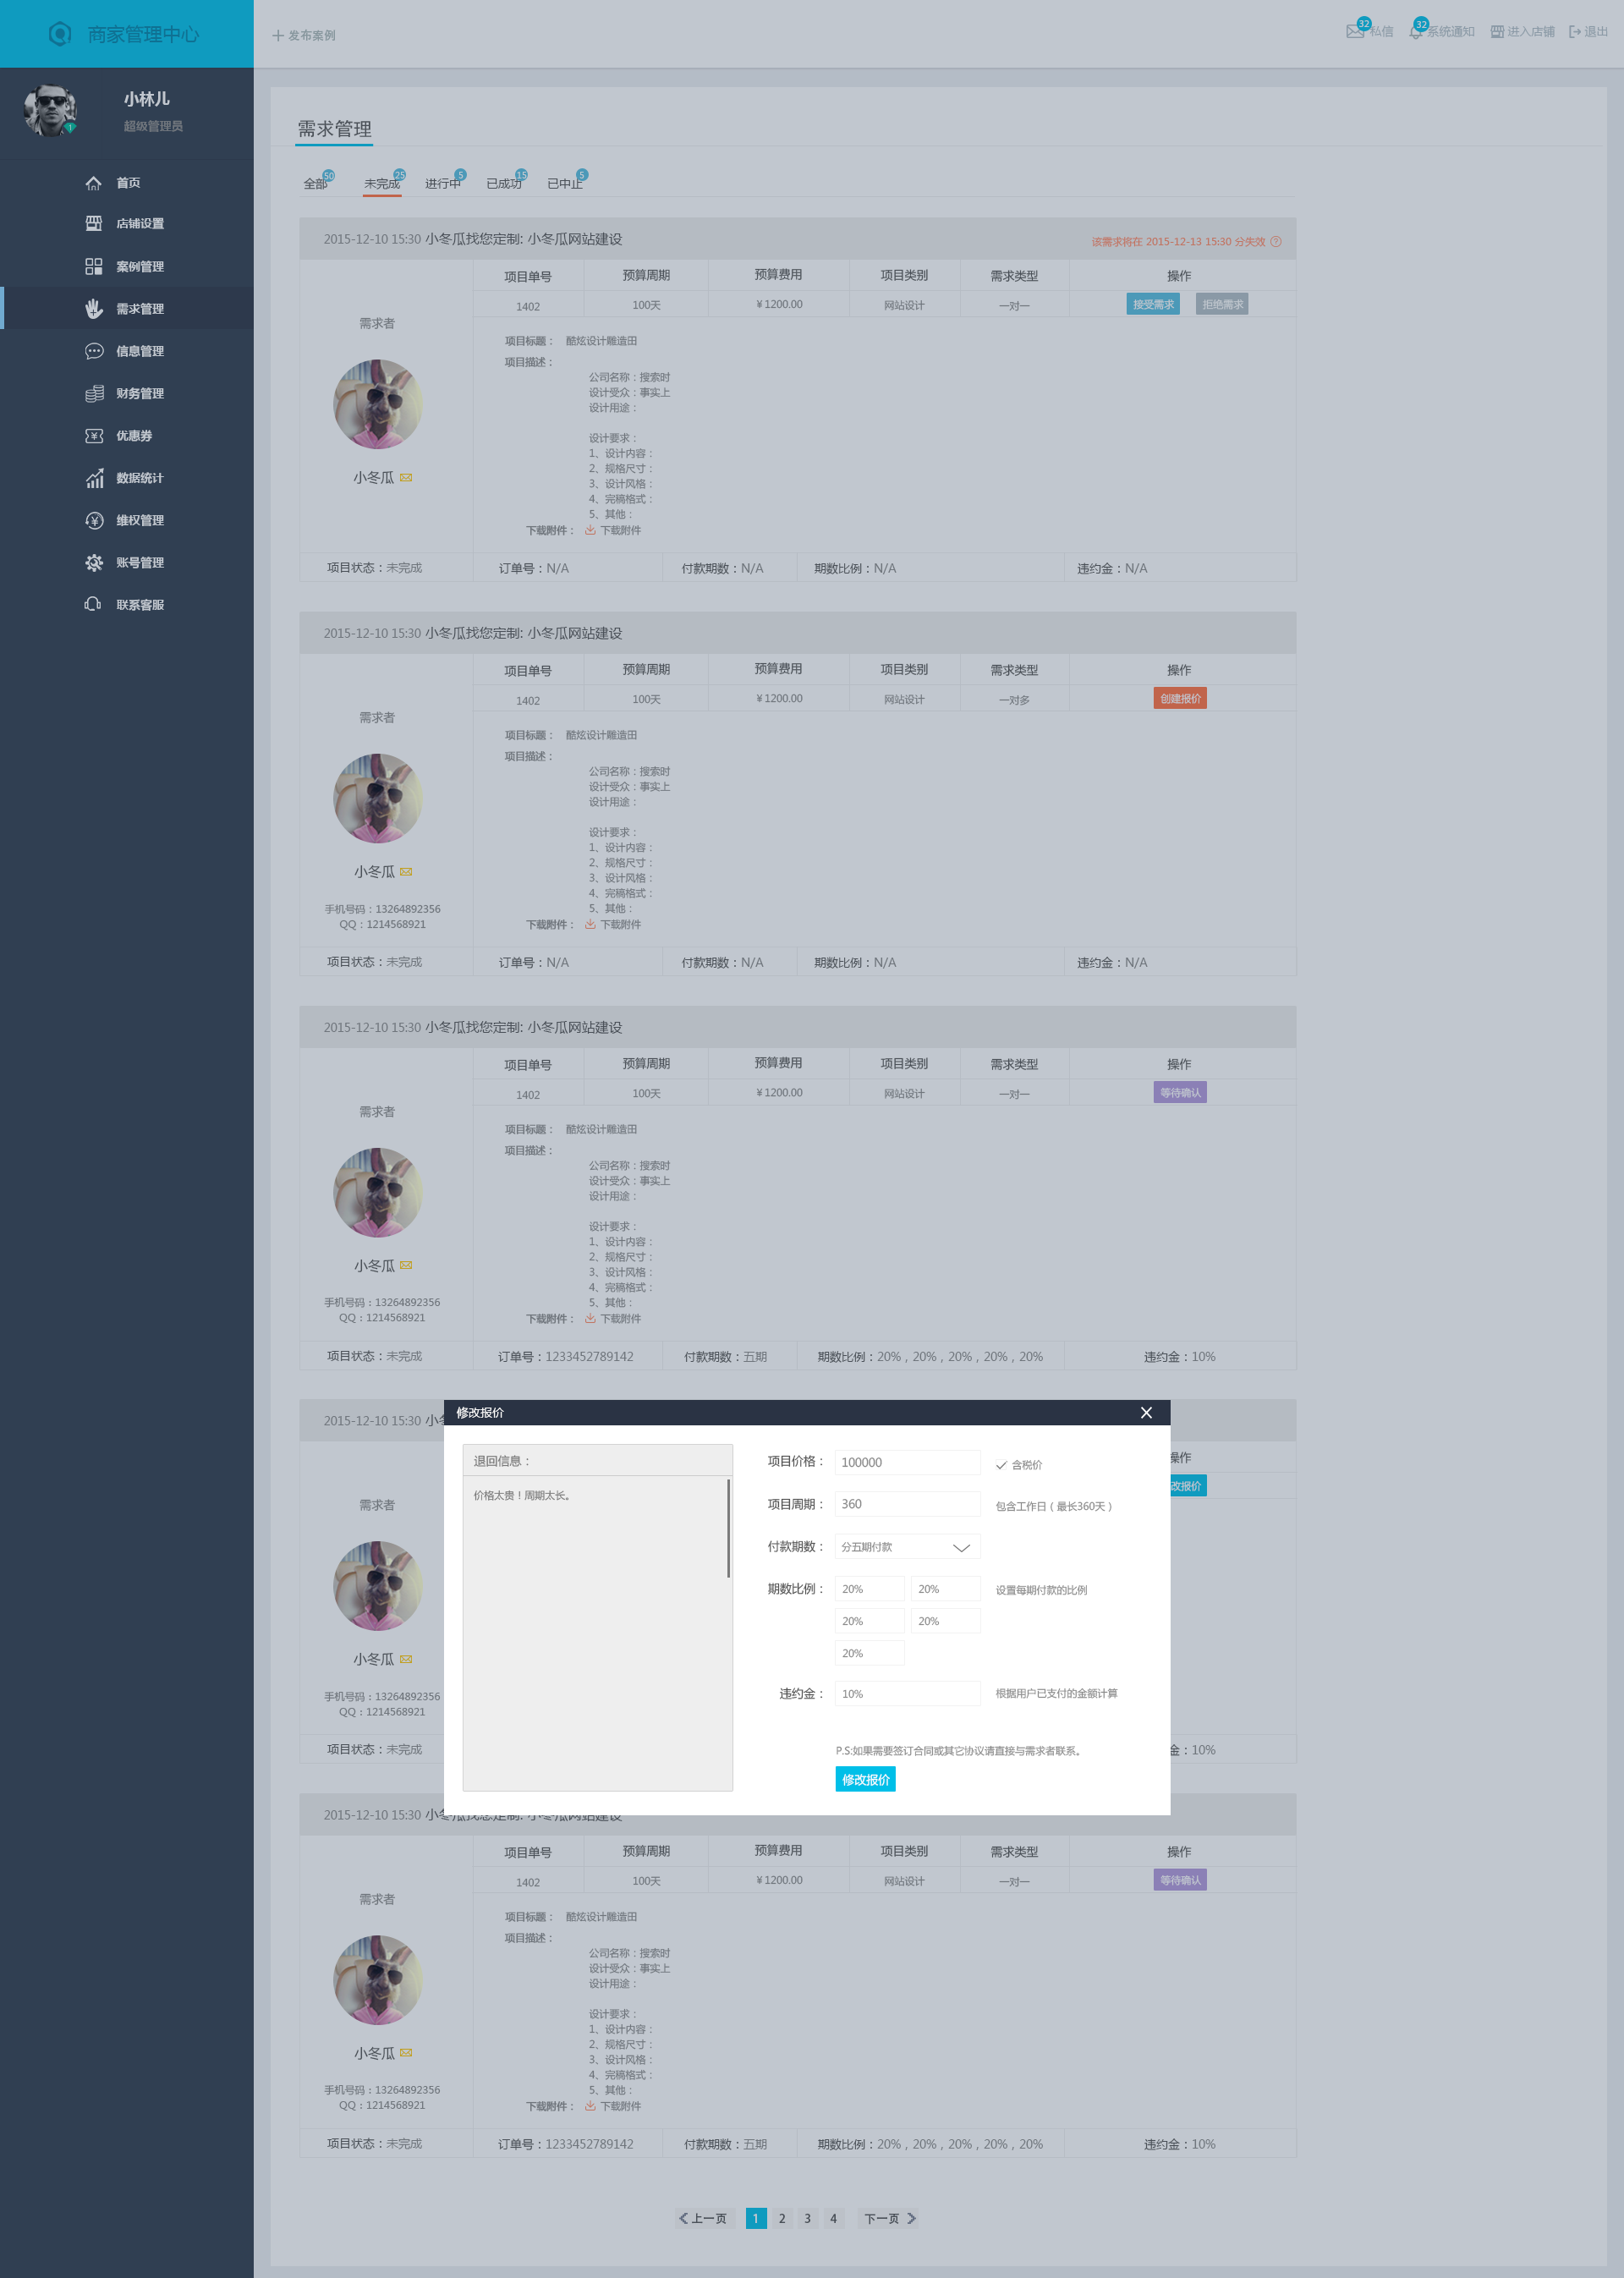 商家管理中心
发布案例
32
私信
32
系统通知
进入店铺
退出
小林儿
超级管理员
首页
店铺设置
案例管理
需求管理
信息管理
财务管理
优惠券
数据统计
维权管理
账号管理
联系客服
需求管理
全部 50
未完成 25
进行中 5
已成功 15
已中止 5
2015-12-10 15:30 小冬瓜找您定制: 小冬瓜网站建设
该需求将在 2015-12-13 15:30 分失效 ?
项目单号 预算周期 预算费用 项目类别 需求类型 操作
1402 100天 ¥1200.00 网站设计 一对一 接受需求 拒绝需求
需求者
小冬瓜
项目标题： 酷炫设计雕造田
项目描述：
公司名称：搜索时
设计受众：事实上
设计用途：
设计要求：
1、设计内容：
2、规格尺寸：
3、设计风格：
4、完稿格式：
5、其他：
下载附件： 下载附件
项目状态：未完成 订单号：N/A 付款期数：N/A 期数比例：N/A 违约金：N/A
2015-12-10 15:30 小冬瓜找您定制: 小冬瓜网站建设
项目单号 预算周期 预算费用 项目类别 需求类型 操作
1402 100天 ¥1200.00 网站设计 一对多 创建报价
需求者
小冬瓜
手机号码：13264892356
QQ：1214568921
项目标题： 酷炫设计雕造田
项目描述：
公司名称：搜索时
设计受众：事实上
设计用途：
设计要求：
1、设计内容：
2、规格尺寸：
3、设计风格：
4、完稿格式：
5、其他：
下载附件： 下载附件
项目状态：未完成 订单号：N/A 付款期数：N/A 期数比例：N/A 违约金：N/A
2015-12-10 15:30 小冬瓜找您定制: 小冬瓜网站建设
项目单号 预算周期 预算费用 项目类别 需求类型 操作
1402 100天 ¥1200.00 网站设计 一对一 等待确认
需求者
小冬瓜
手机号码：13264892356
QQ：1214568921
项目标题： 酷炫设计雕造田
项目描述：
公司名称：搜索时
设计受众：事实上
设计用途：
设计要求：
1、设计内容：
2、规格尺寸：
3、设计风格：
4、完稿格式：
5、其他：
下载附件： 下载附件
项目状态：未完成 订单号：1233452789142 付款期数：五期 期数比例：20%，20%，20%，20%，20% 违约金：10%
2015-12-10 15:30 小
操作
改报价
需求者
小冬瓜
手机号码：13264892356
QQ：1214568921
项目状态：未完成
金：10%
修改报价
退回信息：
价格太贵！周期太长。
项目价格： 100000 含税价
项目周期： 360 包含工作日（最长360天）
付款期数： 分五期付款
期数比例： 20% 20% 设置每期付款的比例
20% 20%
20%
违约金： 10% 根据用户已支付的金额计算
P.S:如果需要签订合同或其它协议请直接与需求者联系。
修改报价
2015-12-10 15:30 小冬瓜找您定制: 小冬瓜网站建设
项目单号 预算周期 预算费用 项目类别 需求类型 操作
1402 100天 ¥1200.00 网站设计 一对一 等待确认
需求者
小冬瓜
手机号码：13264892356
QQ：1214568921
项目标题： 酷炫设计雕造田
项目描述：
公司名称：搜索时
设计受众：事实上
设计用途：
设计要求：
1、设计内容：
2、规格尺寸：
3、设计风格：
4、完稿格式：
5、其他：
下载附件： 下载附件
项目状态：未完成 订单号：1233452789142 付款期数：五期 期数比例：20%，20%，20%，20%，20% 违约金：10%
上一页 1 2 3 4 下一页